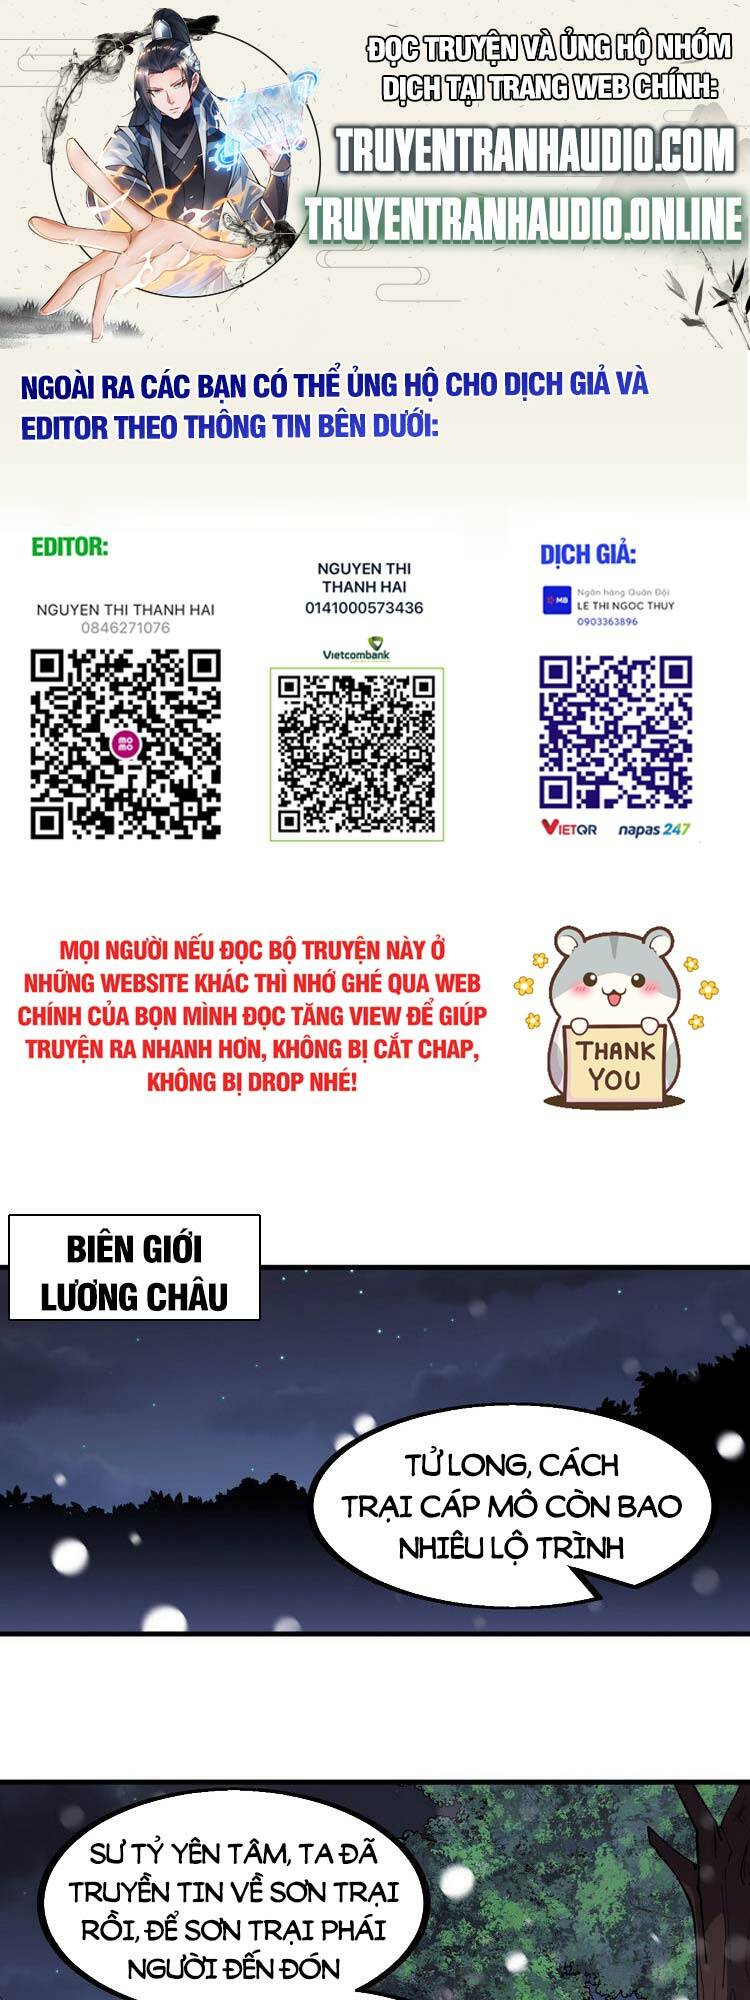 ĐỌC TRUYỆN VÀ ỦNG HỘ NHÓM
DỊCH TẠI TRANG WEB CHÍNH:
TRUYENTRANHAUDIO.COM
TRUYENTRANHAUDIO.ONLINE
NGOÀI RA CÁC BẠN CÓ THỂ ỦNG HỘ CHO DỊCH GIẢ VÀ
EDITOR THEO THÔNG TIN BÊN DƯỚI:
EDITOR:
NGUYEN THI THANH HAI
0846271076
momo
NGUYEN THI
THANH HAI
0141000573436
Vietcombank
DỊCH GIẢ:
MB
Ngân hàng Quân Đội
LE THI NGOC THUY
0903363896
VIETQR
napas 247
MỌI NGƯỜI NẾU ĐỌC BỘ TRUYỆN NÀY Ở
NHỮNG WEBSITE KHÁC THÌ NHỚ GHÉ QUA WEB
CHÍNH CỦA BỌN MÌNH ĐỌC TĂNG VIEW ĐỂ GIÚP
TRUYỆN RA NHANH HƠN, KHÔNG BỊ CẮT CHAP,
KHÔNG BỊ DROP NHÉ!
THANK
YOU
BIÊN GIỚI
LƯƠNG CHÂU
TỬ LONG, CÁCH
TRẠI CÁP MÔ CÒN BAO
NHIÊU LỘ TRÌNH
SƯ TỶ YÊN TÂM, TA ĐÃ
TRUYỀN TIN VỀ SƠN TRẠI
RỒI, ĐỂ SƠN TRẠI PHÁI
NGƯỜI ĐẾN ĐÓN